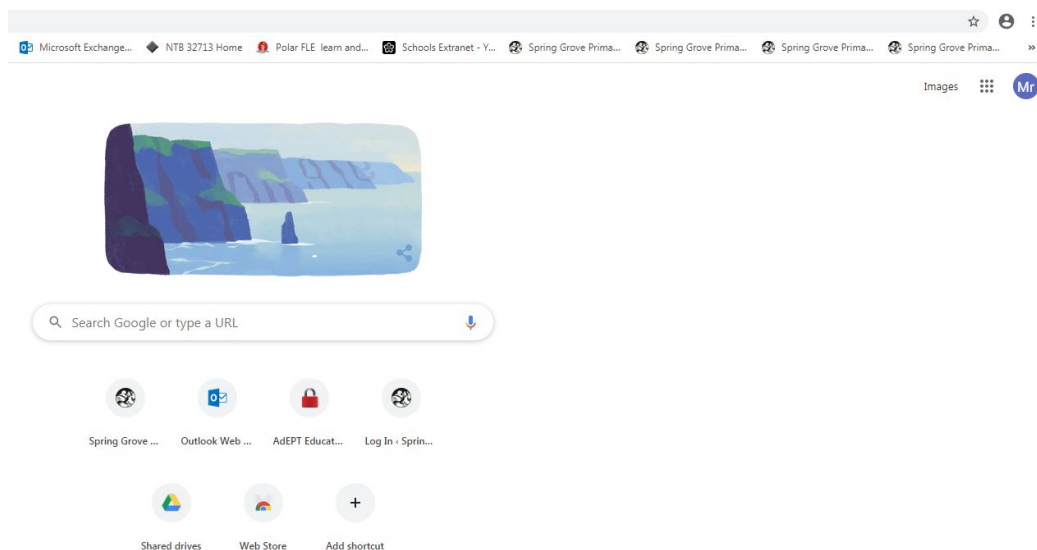 Microsoft Exchange... NTB 32713 Home Polar FLE learn and... Schools Extranet - Y... Spring Grove Prima... Spring Grove Prima... Spring Grove Prima... Spring Grove Prima... »
Images Mr
Google
Search Google or type a URL
Spring Grove ... Outlook Web ... AdEPT Educat... Log In ‹ Sprin...
Shared drives Web Store Add shortcut